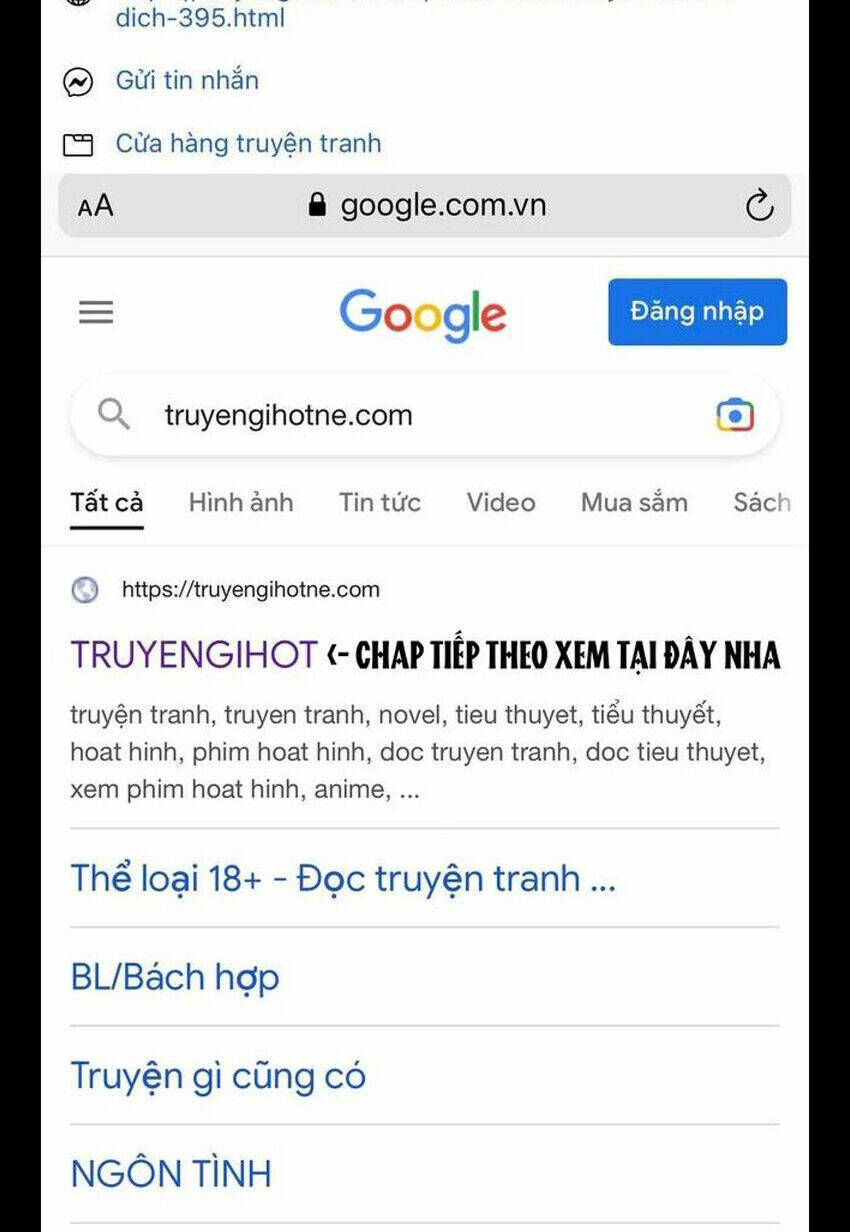 dich-395.html
Gửi tin nhắn
Cửa hàng truyện tranh
AA google.com.vn
Google
Đăng nhập
truyengihotne.com
Tất cả Hình ảnh Tin tức Video Mua sắm Sách
https://truyengihotne.com
TRUYENGIHOT <- CHAP TIẾP THEO XEM TẠI ĐÂY NHA
truyện tranh, truyen tranh, novel, tieu thuyet, tiểu thuyết,
hoat hinh, phim hoat hinh, doc truyen tranh, doc tieu thuyet,
xem phim hoat hinh, anime, ...
Thể loại 18+ - Đọc truyện tranh ...
BL/Bách hợp
Truyện gì cũng có
NGÔN TÌNH